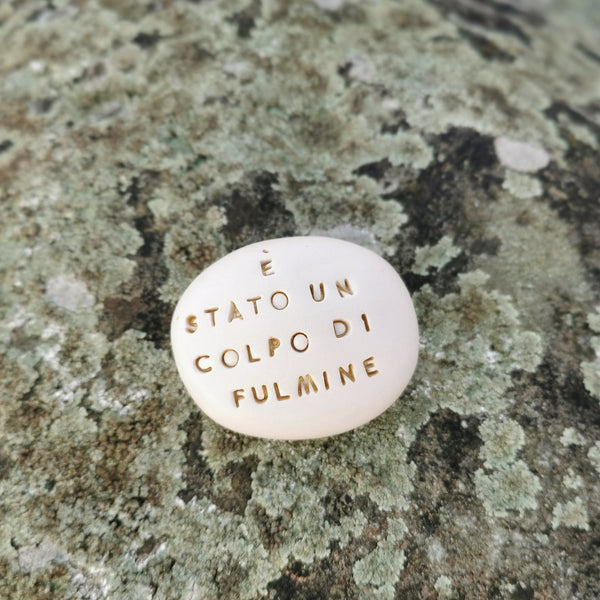 È
STATO UN
COLPO DI
FULMINE